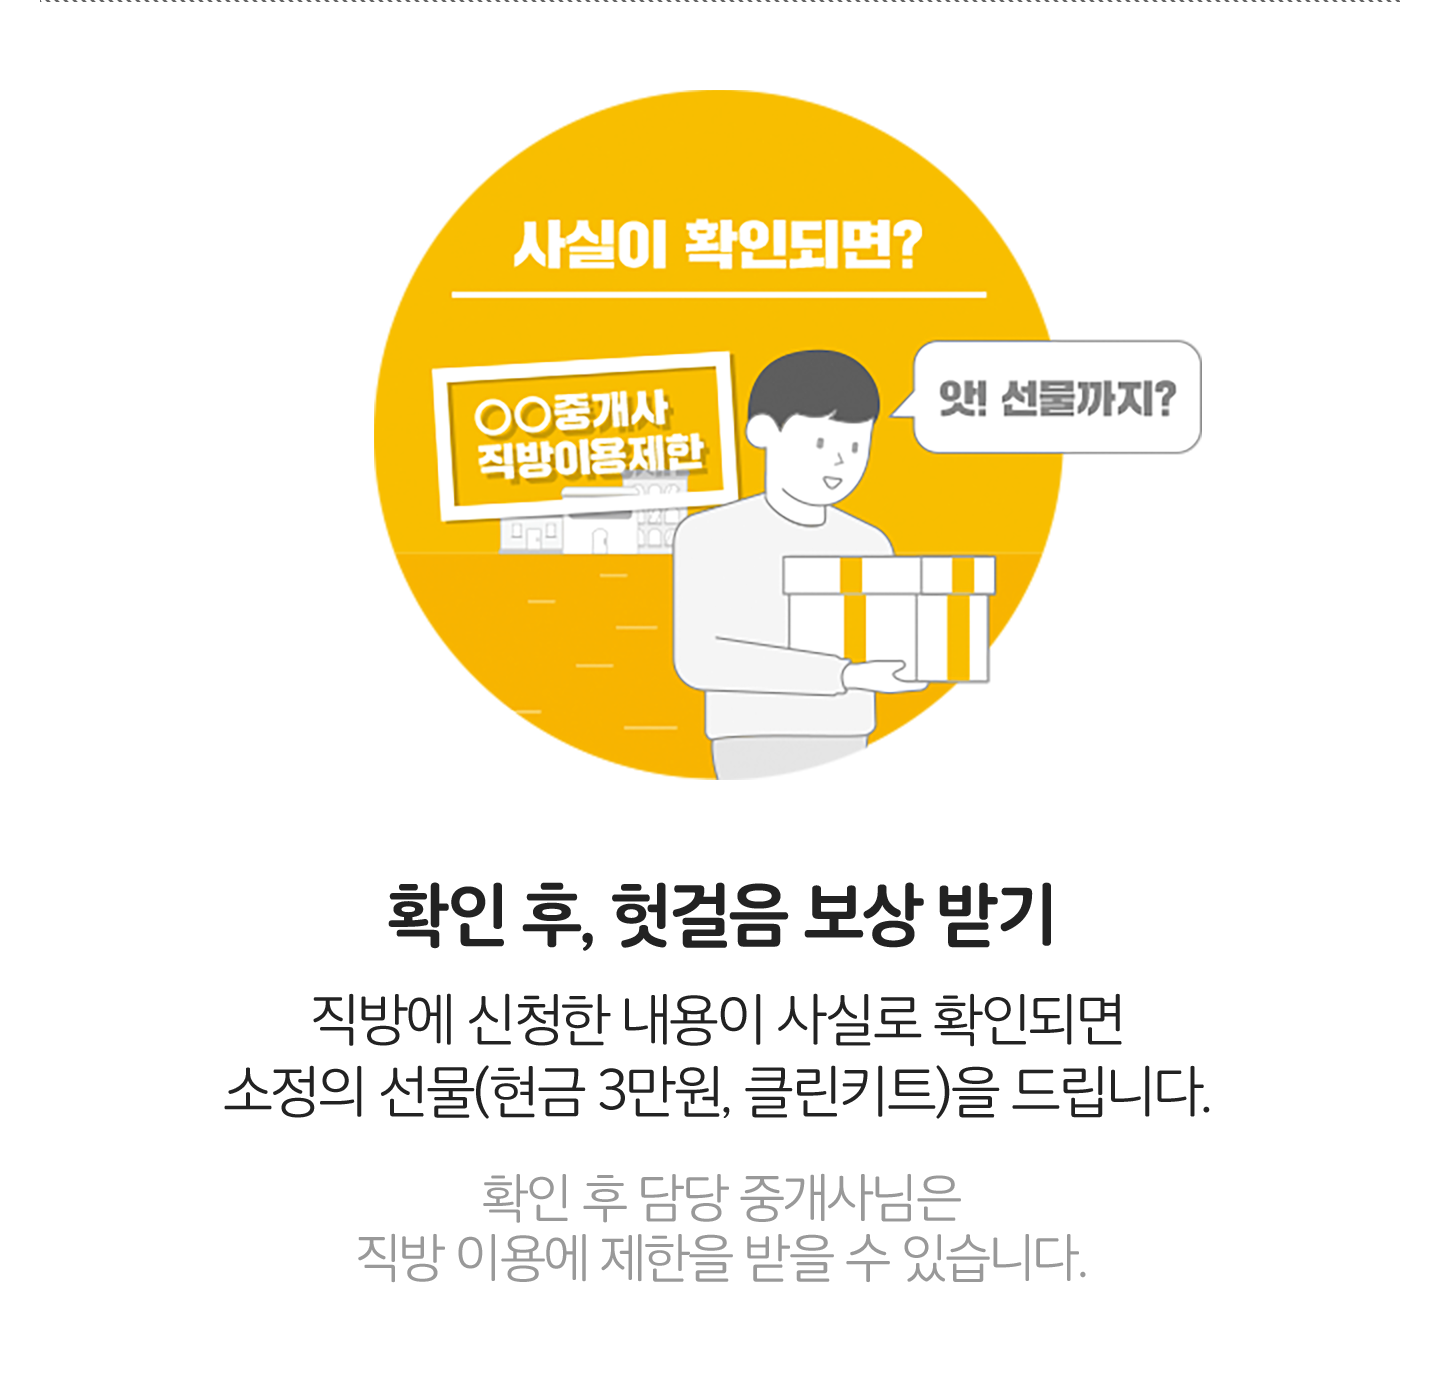 사실이 확인되면?
○○중개사
직방이용제한
앗! 선물까지?
확인 후, 헛걸음 보상 받기
직방에 신청한 내용이 사실로 확인되면
소정의 선물(현금 3만원, 클린키트)을 드립니다.
확인 후 담당 중개사님은
직방 이용에 제한을 받을 수 있습니다.